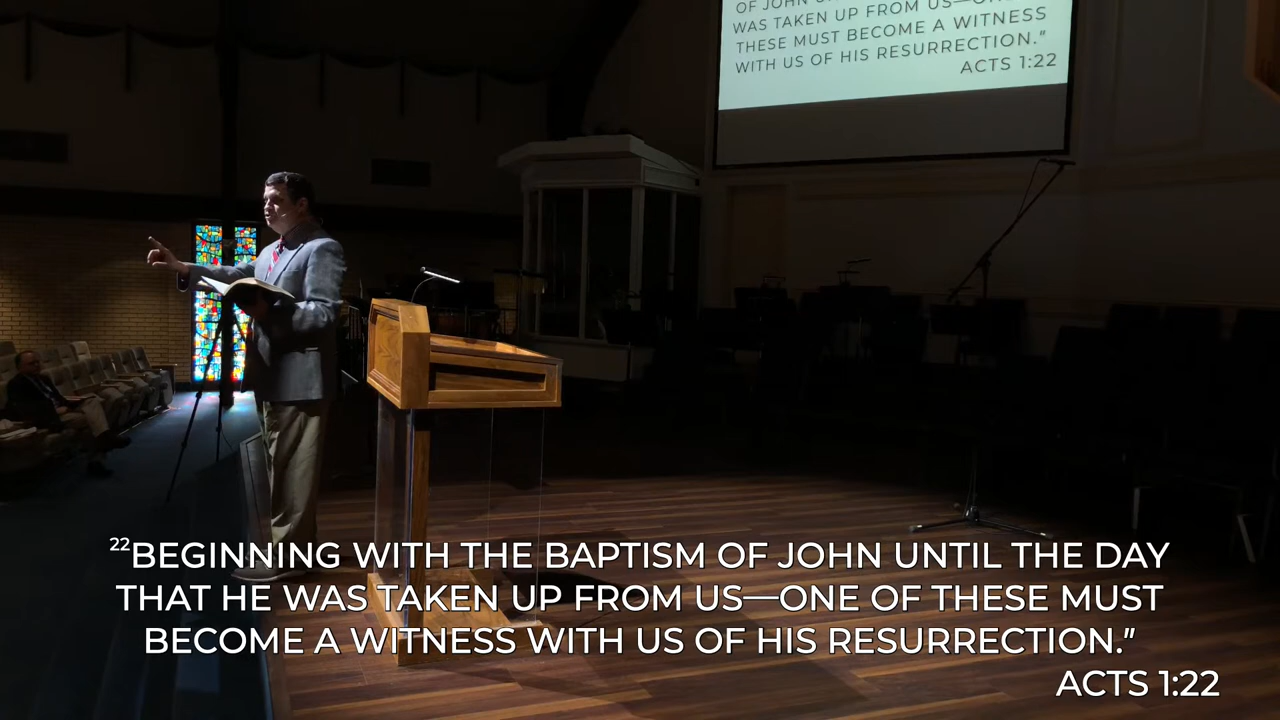 OF JOHN
WAS TAKEN UP FROM US—
THESE MUST BECOME A WITNESS
WITH US OF HIS RESURRECTION."
ACTS 1:22
²²BEGINNING WITH THE BAPTISM OF JOHN UNTIL THE DAY
THAT HE WAS TAKEN UP FROM US—ONE OF THESE MUST
BECOME A WITNESS WITH US OF HIS RESURRECTION."
ACTS 1:22